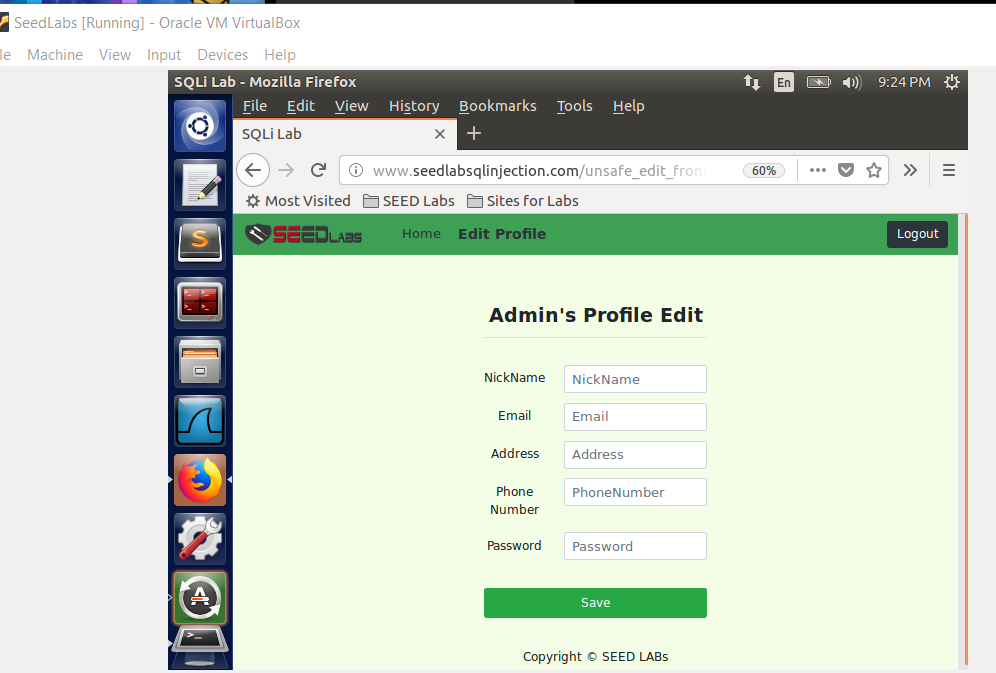 SeedLabs [Running] - Oracle VM VirtualBox
le Machine View Input Devices Help
SQLi Lab - Mozilla Firefox En 9:24 PM
File Edit View History Bookmarks Tools Help
SQLi Lab
www.seedlabsqlinjection.com/unsafe_edit_fron 60%
Most Visited SEED Labs Sites for Labs
SEEDLABS Home Edit Profile Logout
Admin's Profile Edit
NickName NickName
Email Email
Address Address
Phone Number PhoneNumber
Password Password
Save
Copyright © SEED LABs